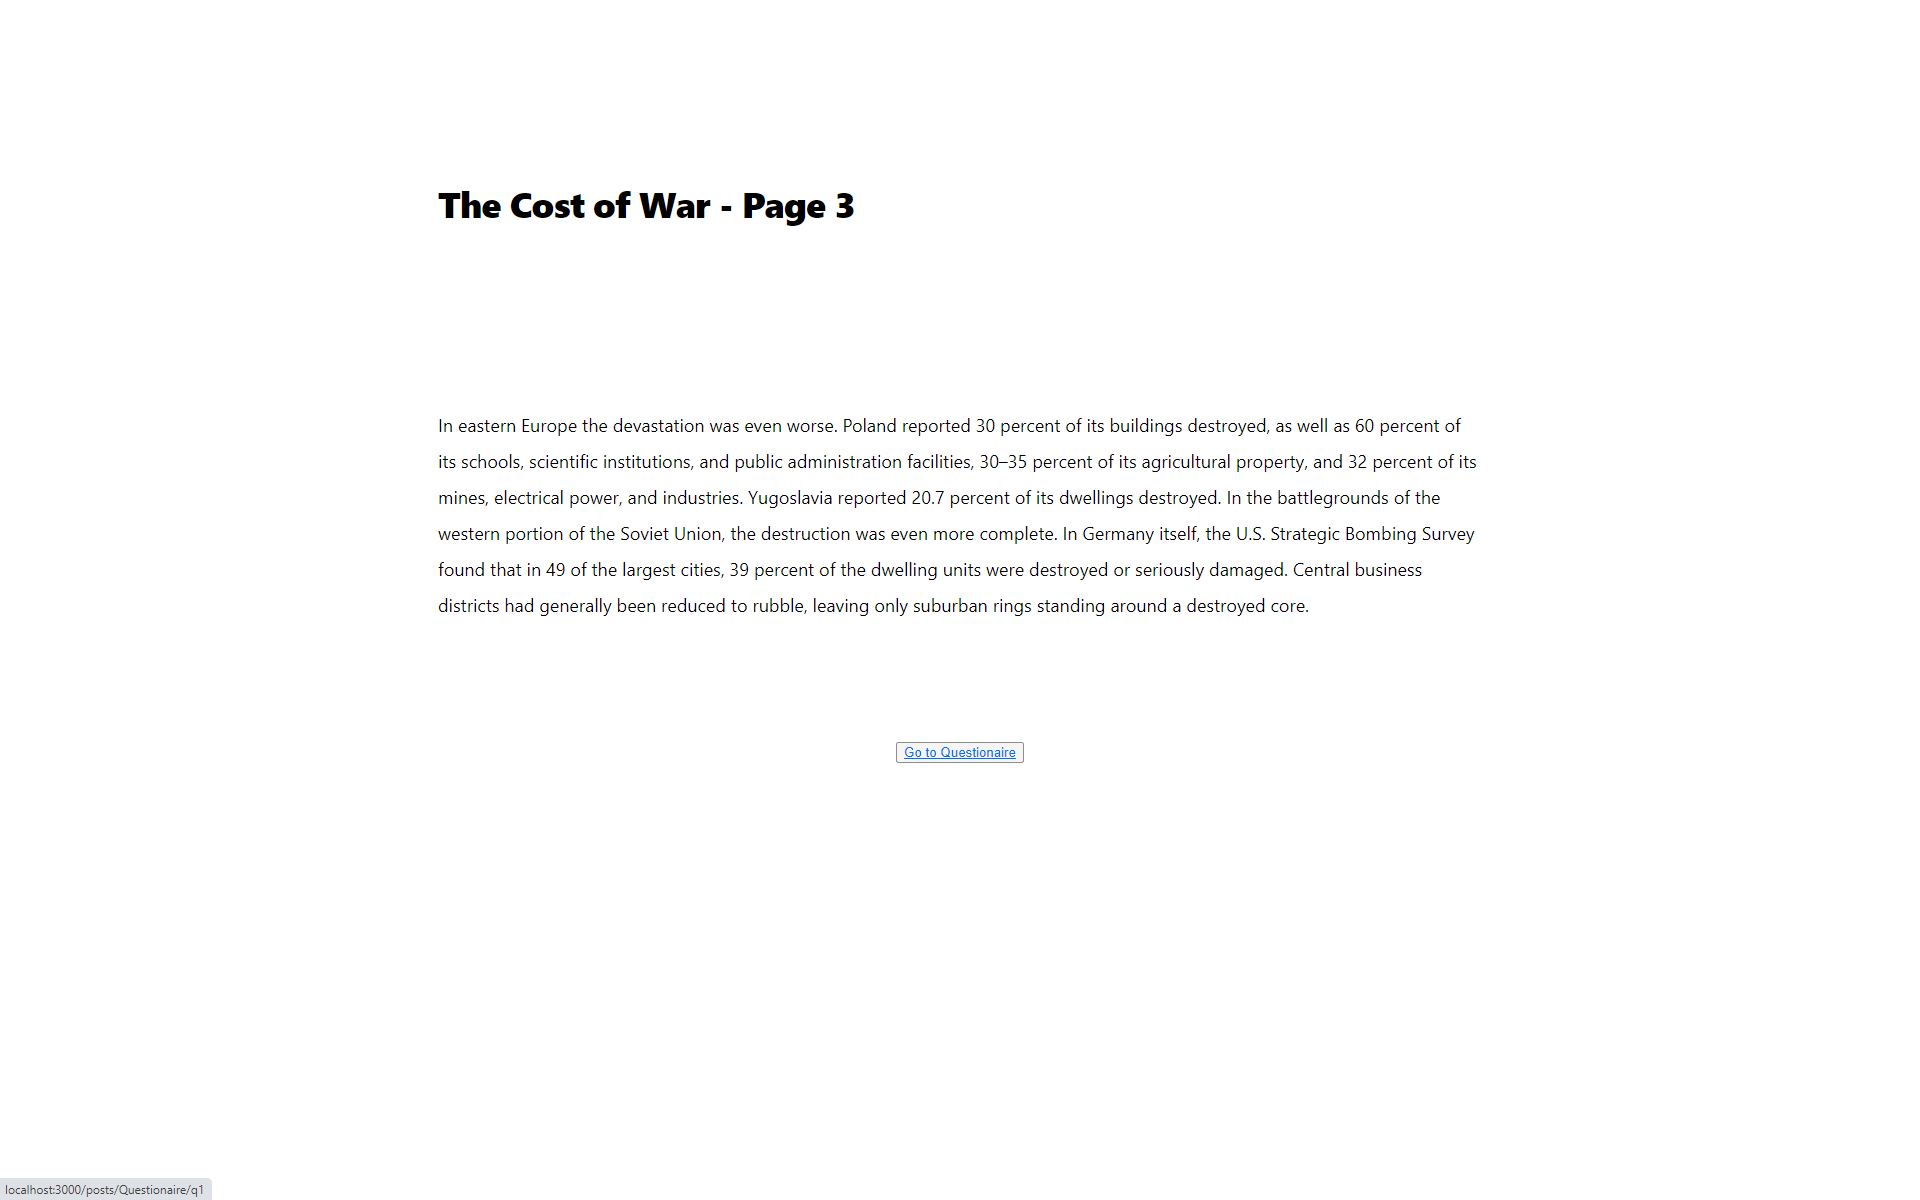 The Cost of War - Page 3
In eastern Europe the devastation was even worse. Poland reported 30 percent of its buildings destroyed, as well as 60 percent of
its schools, scientific institutions, and public administration facilities, 30–35 percent of its agricultural property, and 32 percent of its
mines, electrical power, and industries. Yugoslavia reported 20.7 percent of its dwellings destroyed. In the battlegrounds of the
western portion of the Soviet Union, the destruction was even more complete. In Germany itself, the U.S. Strategic Bombing Survey
found that in 49 of the largest cities, 39 percent of the dwelling units were destroyed or seriously damaged. Central business
districts had generally been reduced to rubble, leaving only suburban rings standing around a destroyed core.
Go to Questionaire
localhost:3000/posts/Questionaire/q1